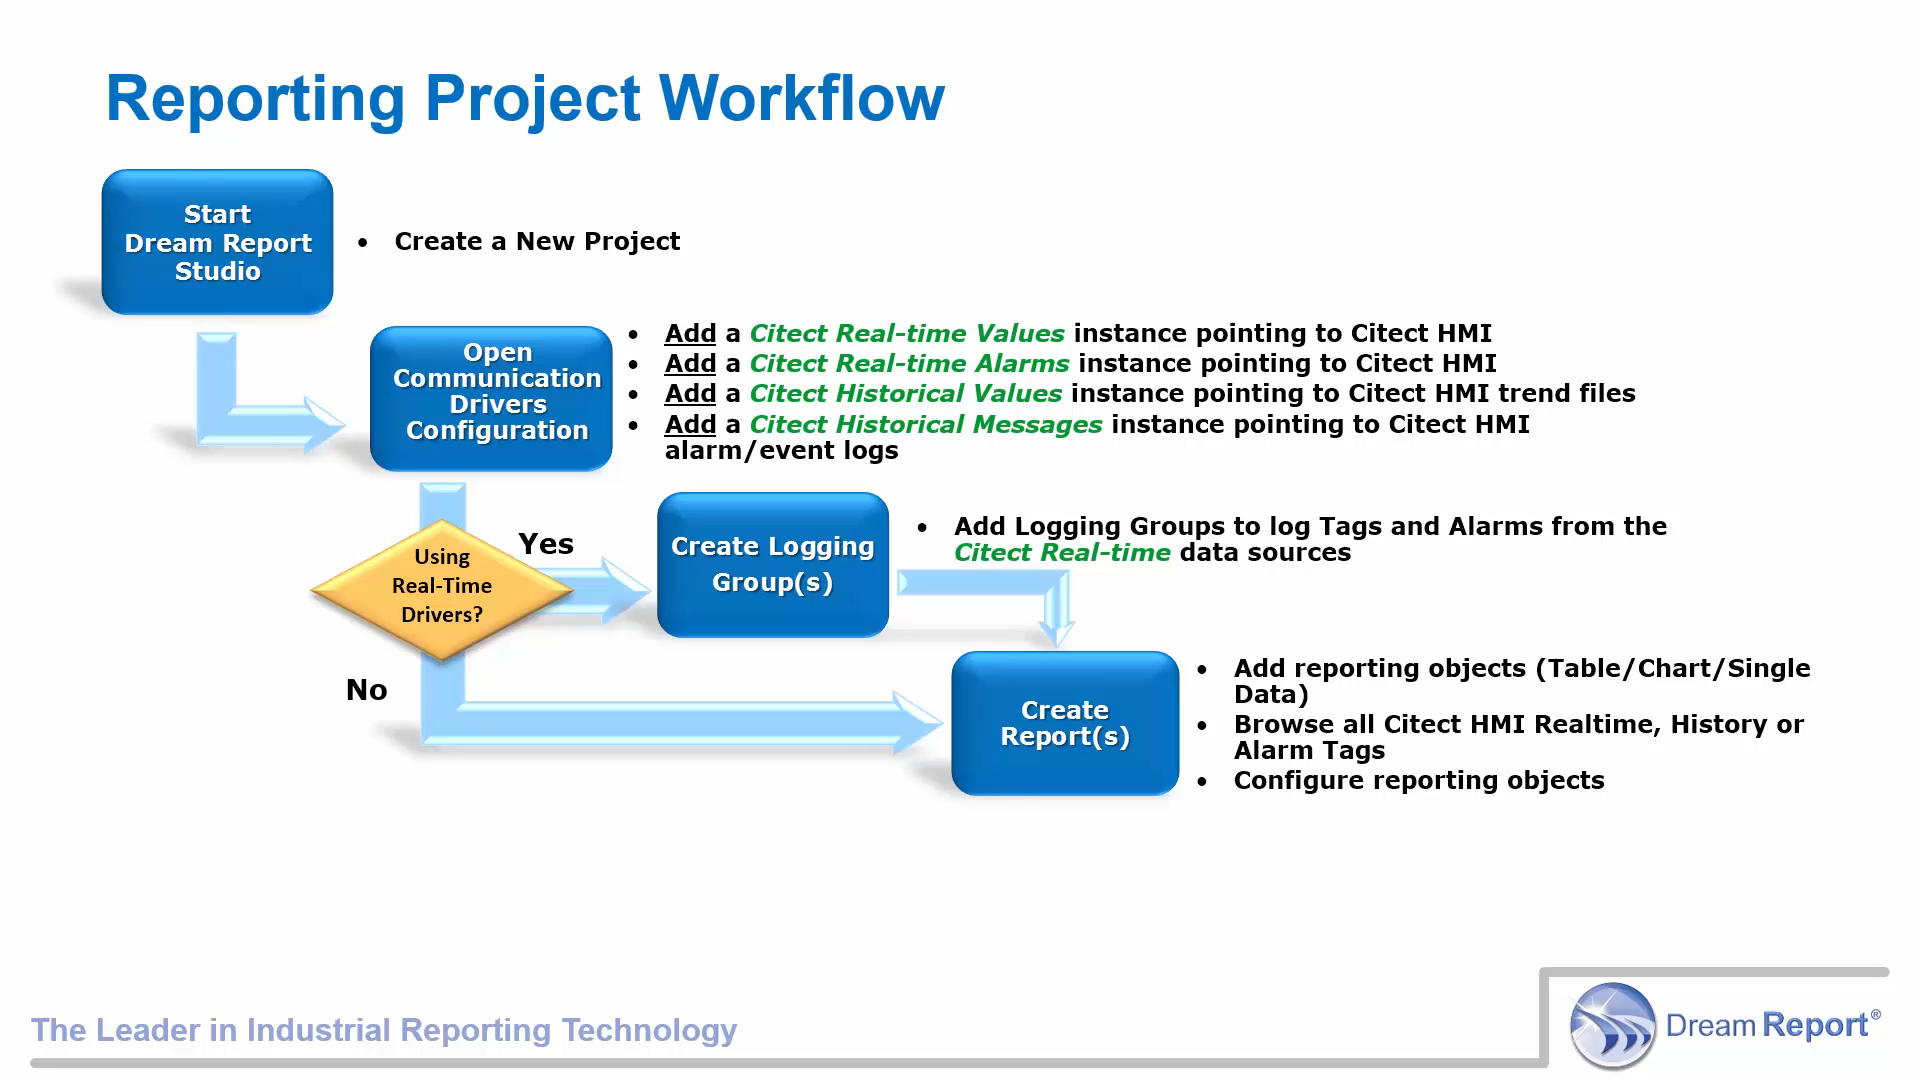 Reporting Project Workflow
Start
Dream Report
Studio
• Create a New Project
Open
Communication
Drivers
Configuration
• Add a Citect Real-time Values instance pointing to Citect HMI
• Add a Citect Real-time Alarms instance pointing to Citect HMI
• Add a Citect Historical Values instance pointing to Citect HMI trend files
• Add a Citect Historical Messages instance pointing to Citect HMI
alarm/event logs
Using
Real-Time
Drivers?
Yes
Create Logging
Group(s)
• Add Logging Groups to log Tags and Alarms from the
Citect Real-time data sources
No
Create
Report(s)
• Add reporting objects (Table/Chart/Single
Data)
• Browse all Citect HMI Realtime, History or
Alarm Tags
• Configure reporting objects
The Leader in Industrial Reporting Technology
Dream Report®